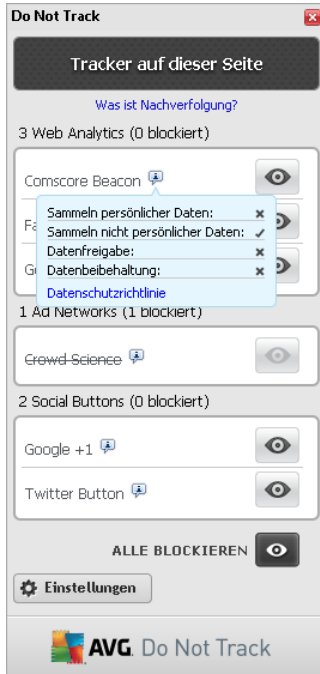 Do Not Track
Tracker auf dieser Seite
Was ist Nachverfolgung?
3 Web Analytics (0 blockiert)
Comscore Beacon
Sammeln persönlicher Daten:
Sammeln nicht persönlicher Daten:
Datenfreigabe:
Datenbeibehaltung:
Datenschutzrichtlinie
1 Ad Networks (1 blockiert)
Crowd Science
2 Social Buttons (0 blockiert)
Google +1
Twitter Button
ALLE BLOCKIEREN
Einstellungen
AVG. Do Not Track